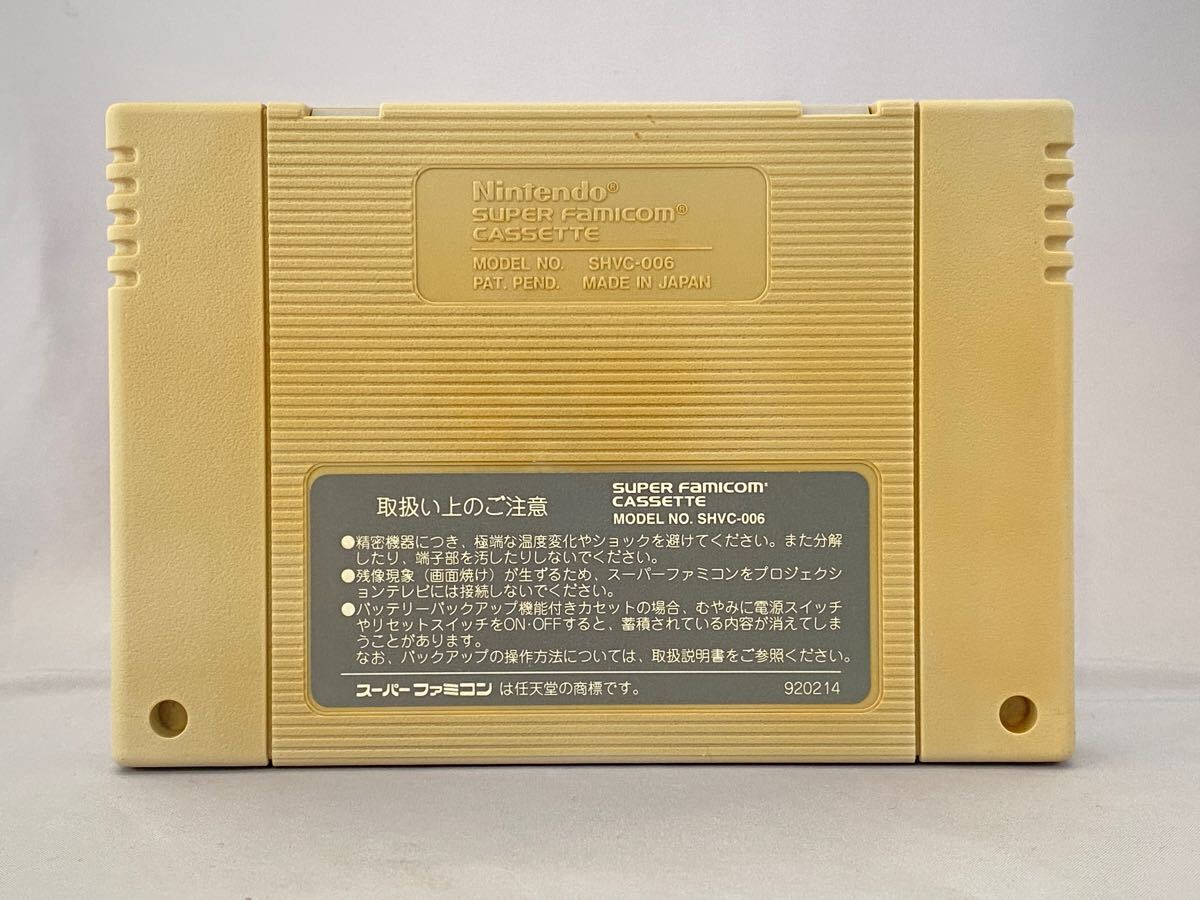 Nintendo®
SUPER FAMICOM®
CASSETTE
MODEL NO. SHVC-006
PAT. PEND. MADE IN JAPAN
取扱い上のご注意
SUPER FAMICOM®
CASSETTE
MODEL NO. SHVC-006
●精密機器につき、極端な温度変化やショックを避けてください。また分解
したり、端子部を汚したりしないでください。
●残像現象（画面焼け）が生ずるため、スーパーファミコンをプロジェクシ
ョンテレビには接続しないでください。
●バッテリーバックアップ機能付きカセットの場合、むやみに電源スイッチ
やリセットスイッチをON・OFFすると、蓄積されている内容が消えてしま
うことがあります。
なお、バックアップの操作方法については、取扱説明書をご参照ください。
スーパーファミコン は任天堂の商標です。 920214